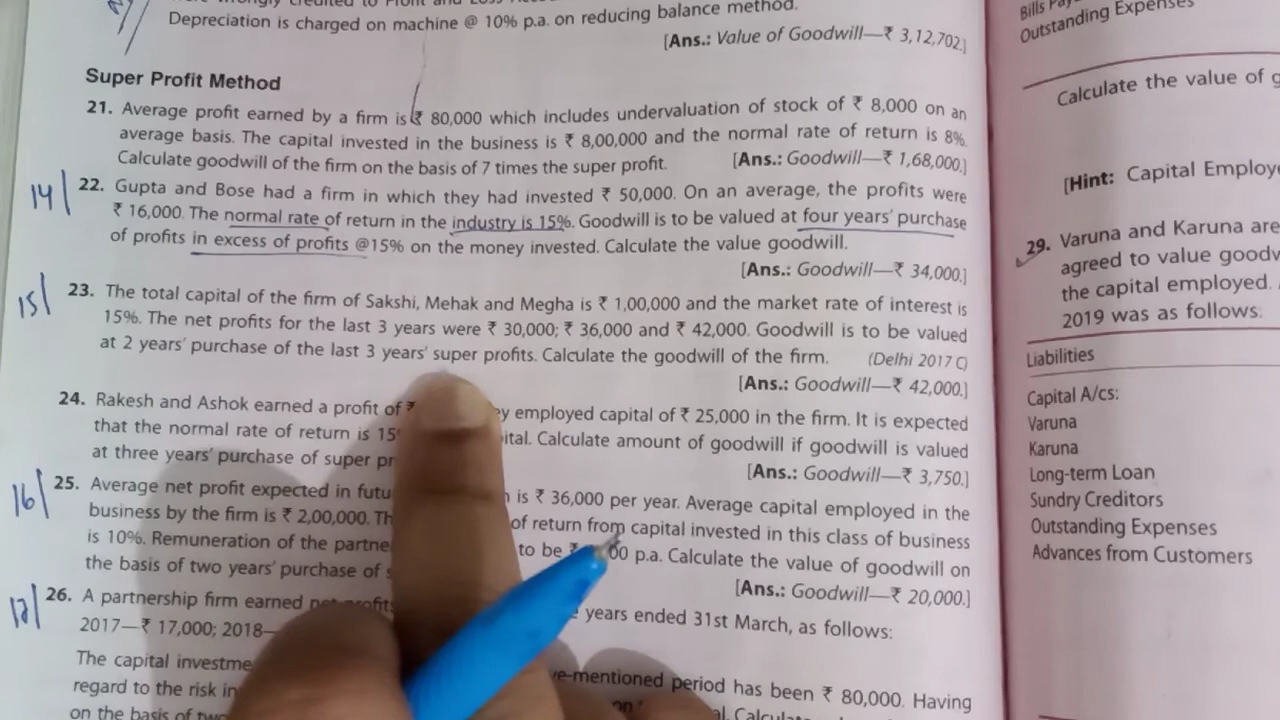 Depreciation is charged on machine @ 10% p.a. on reducing balance method.
[Ans.: Value of Goodwill—₹ 3,12,702.]
Super Profit Method
21. Average profit earned by a firm is ₹ 80,000 which includes undervaluation of stock of ₹ 8,000 on an
average basis. The capital invested in the business is ₹ 8,00,000 and the normal rate of return is 8%.
Calculate goodwill of the firm on the basis of 7 times the super profit. [Ans.: Goodwill—₹ 1,68,000.]
14
22. Gupta and Bose had a firm in which they had invested ₹ 50,000. On an average, the profits were
₹ 16,000. The normal rate of return in the industry is 15%. Goodwill is to be valued at four years' purchase
of profits in excess of profits @15% on the money invested. Calculate the value goodwill.
[Ans.: Goodwill—₹ 34,000.]
15
23. The total capital of the firm of Sakshi, Mehak and Megha is ₹ 1,00,000 and the market rate of interest is
15%. The net profits for the last 3 years were ₹ 30,000; ₹ 36,000 and ₹ 42,000. Goodwill is to be valued
at 2 years' purchase of the last 3 years' super profits. Calculate the goodwill of the firm. (Delhi 2017 C)
[Ans.: Goodwill—₹ 42,000.]
24. Rakesh and Ashok earned a profit of ₹ employed capital of ₹ 25,000 in the firm. It is expected
that the normal rate of return is Calculate amount of goodwill if goodwill is valued
at three years' purchase of super
[Ans.: Goodwill—₹ 3,750.]
16
25. Average net profit expected in is ₹ 36,000 per year. Average capital employed in the
business by the firm is ₹ 2,00,000. of return from capital invested in this class of business
is 10%. Remuneration of the to be ₹ p.a. Calculate the value of goodwill on
the basis of two years' purchase of
[Ans.: Goodwill—₹ 20,000.]
26. A partnership firm earned net profits years ended 31st March, as follows:
2017—₹ 17,000; 2018—
The capital period has been ₹ 80,000. Having
regard to the risk
on the basis of
Outstanding Expenses
Calculate the value of
[Hint: Capital
29. Varuna and Karuna are
agreed to value
the capital employed.
2019 was as follows:
Liabilities
Capital A/cs:
Varuna
Karuna
Long-term Loan
Sundry Creditors
Outstanding Expenses
Advances from Customers